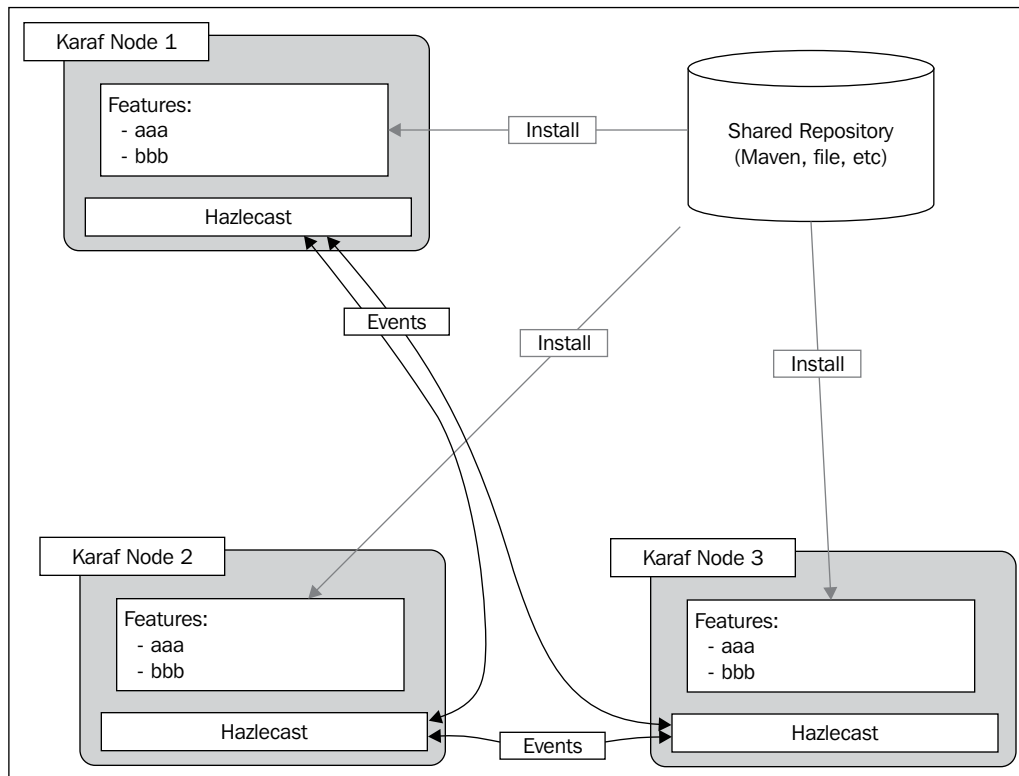 Karaf Node 1
Features:
- aaa
- bbb
Hazlecast
Install
Shared Repository
(Maven, file, etc)
Events
Install
Install
Karaf Node 2
Features:
- aaa
- bbb
Hazlecast
Events
Karaf Node 3
Features:
- aaa
- bbb
Hazlecast